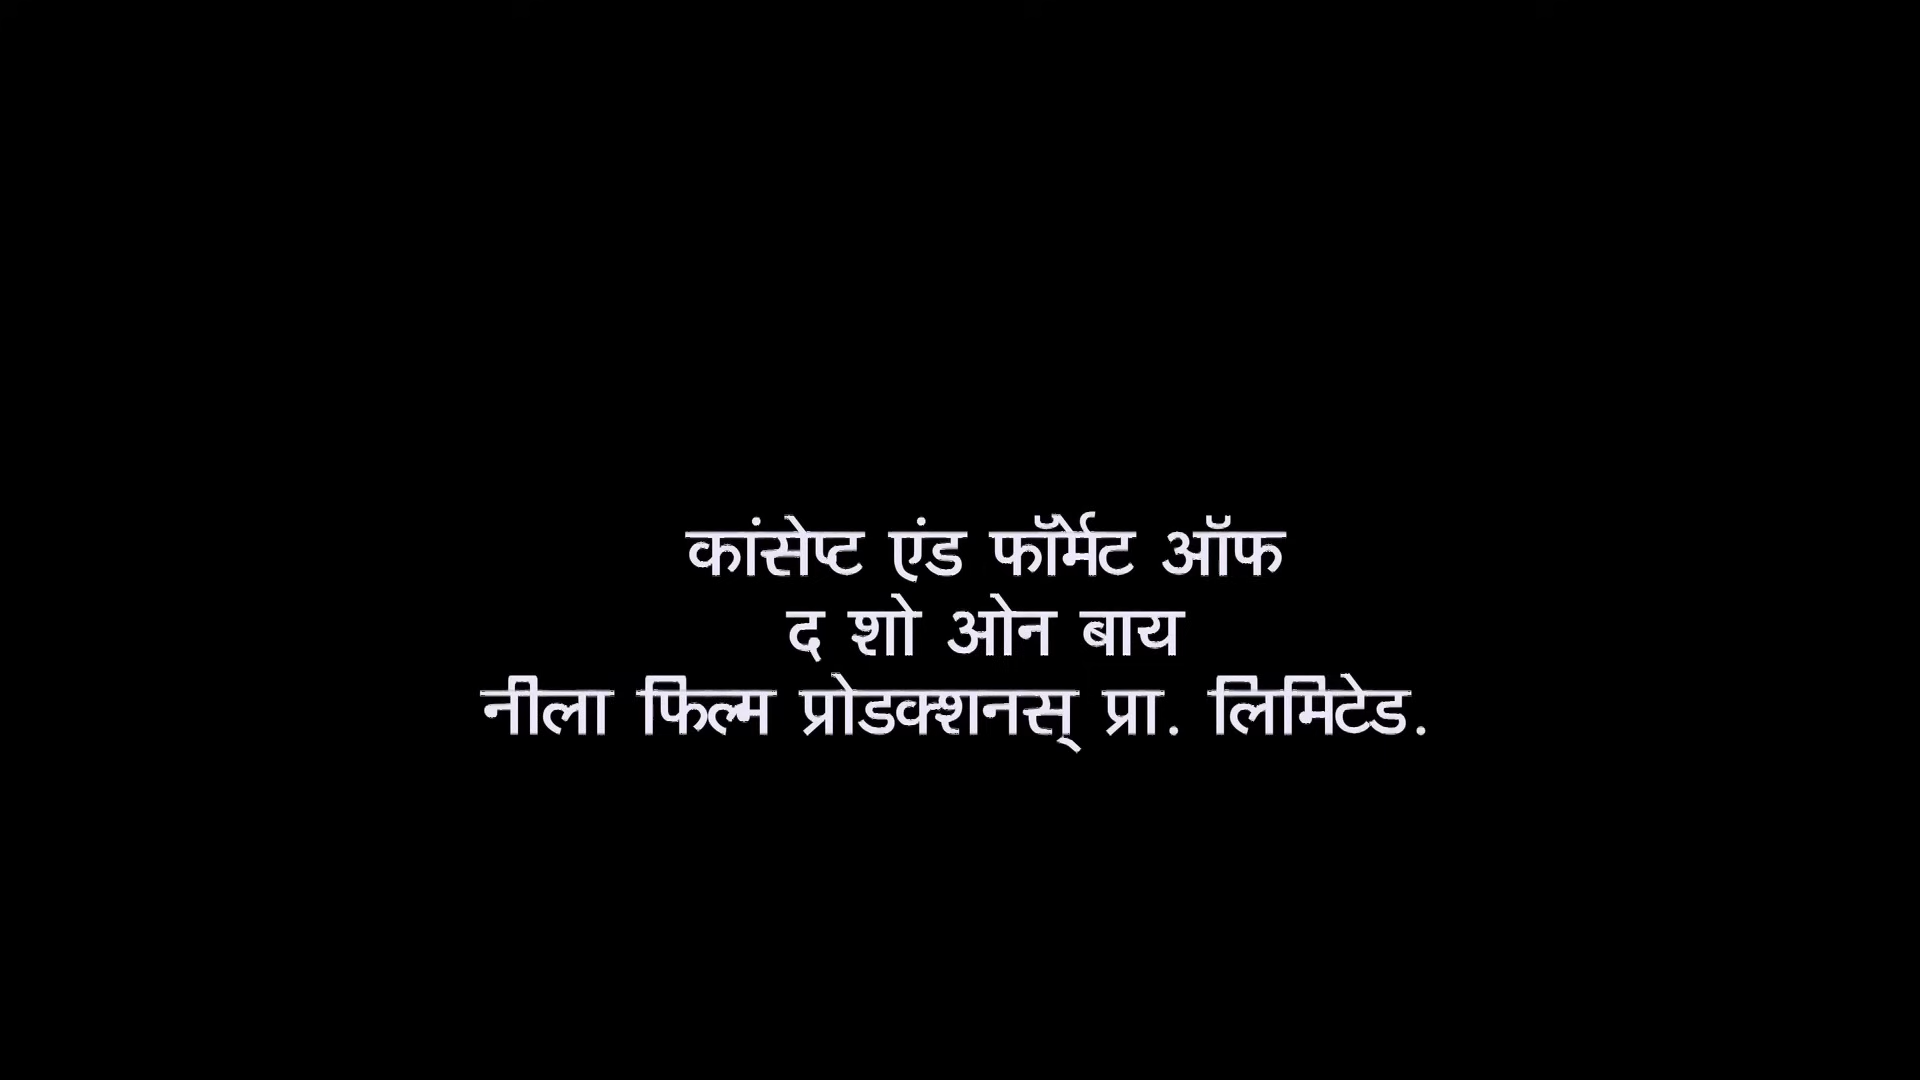 कांसेप्ट एंड फॉर्मेट ऑफ
द शो ओन बाय
नीला फिल्म प्रोडक्शनस् प्रा. लिमिटेड.